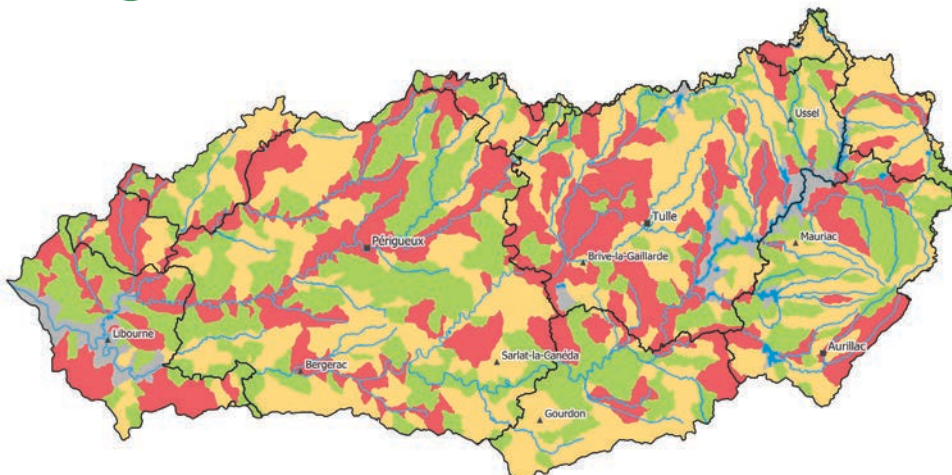 Ussel
Tulle
Périgueux
Mauriac
Brive-la-Gaillarde
Libourne
Aurillac
Sarlat-la-Canéda
Bergerac
Gourdon